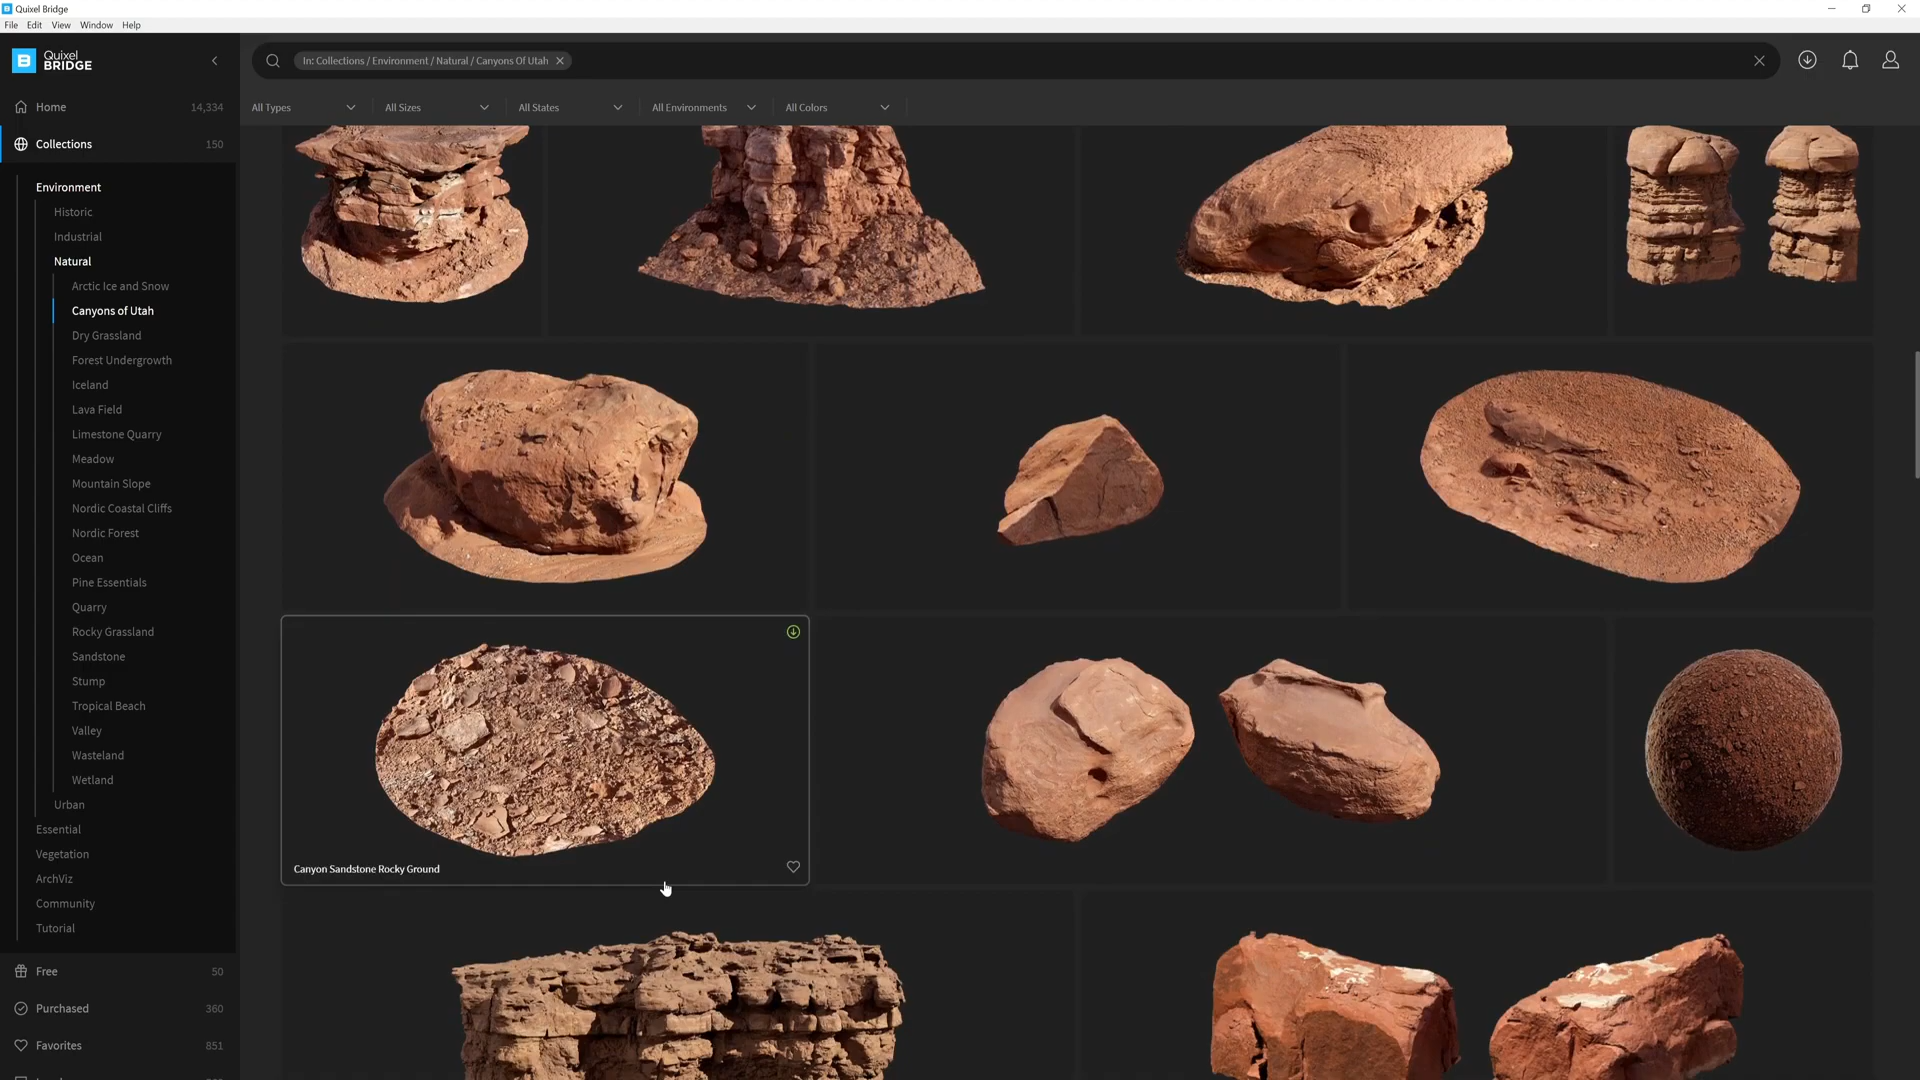 Quixel Bridge
File Edit View Window Help
Quixel
BRIDGE
In: Collections / Environment / Natural / Canyons Of Utah
Home 14,334
All Types All Sizes All States All Environments All Colors
Collections 150
Environment
Historic
Industrial
Natural
Arctic Ice and Snow
Canyons of Utah
Dry Grassland
Forest Undergrowth
Iceland
Lava Field
Limestone Quarry
Meadow
Mountain Slope
Nordic Coastal Cliffs
Nordic Forest
Ocean
Pine Essentials
Quarry
Rocky Grassland
Sandstone
Stump
Tropical Beach
Valley
Wasteland
Wetland
Urban
Essential
Vegetation
ArchViz
Community
Tutorial
Free 50
Purchased 360
Favorites 851
Canyon Sandstone Rocky Ground